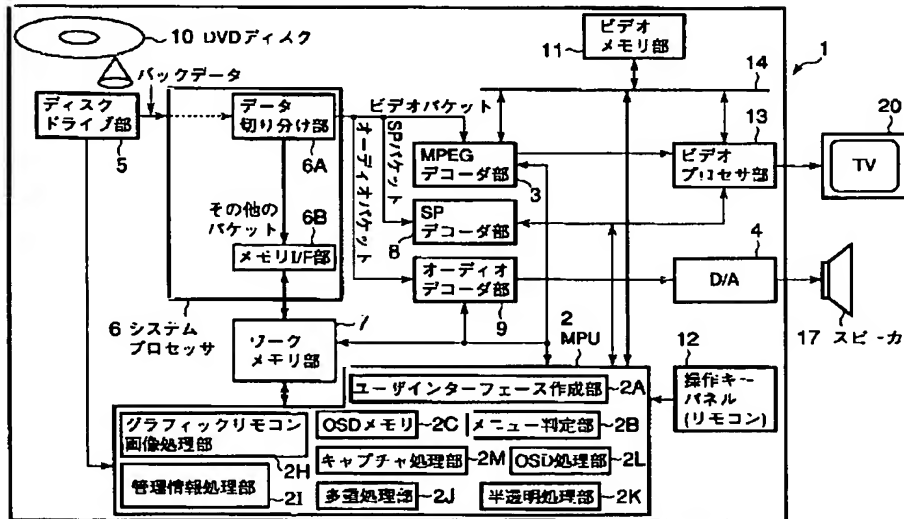 10 DVDディスク
パックデータ
ディスク
ドライブ部
5
データ
切り分け部
6A
その他の
パケット
6B
メモリI/F部
6 システム
プロセッサ
ビデオパケット
SPパケット
オーディオパケット
MPEG
デコーダ部
3
SP
デコーダ部
8
オーディオ
デコーダ部
9
ビデオ
メモリ部
11
14
1
13
ビデオ
プロセサ部
20
TV
4
D/A
17 スピーカ
7
ワーク
メモリ部
2
MPU
12
操作キー
パネル
(リモコン)
ユーザインターフェース作成部
2A
グラフィックリモコン
画像処理部
2H
OSDメモリ
2C
メニュー判定部
2B
キャプチャ処理部
2M
OSD処理部
2L
管理情報処理部
2I
多重処理部
2J
半透明処理部
2K